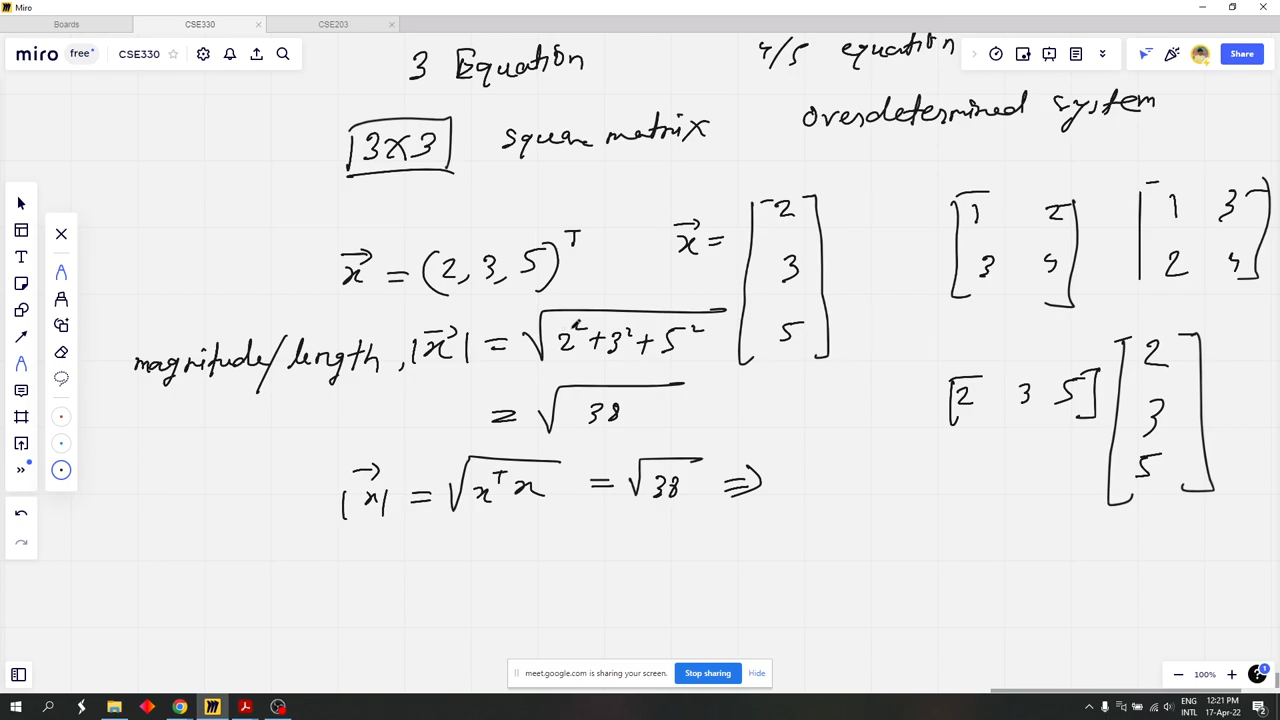 Miro
Boards CSE330 CSE203
miro free CSE330 Share
3 Equation 4/5 equation
3X3 square matrix overdetermined system
x = (2, 3, 5)^T x = [2 3 5] [1 2 3 4] [1 3 2 4]
magnitude/length, |x| = √2²+3²+5²
= √38
[2 3 5] [2 3 5]
|x| = √x^T x = √38 ⇒
meet.google.com is sharing your screen. Stop sharing Hide
100%
ENG 12:21 PM
INTL 17-Apr-22